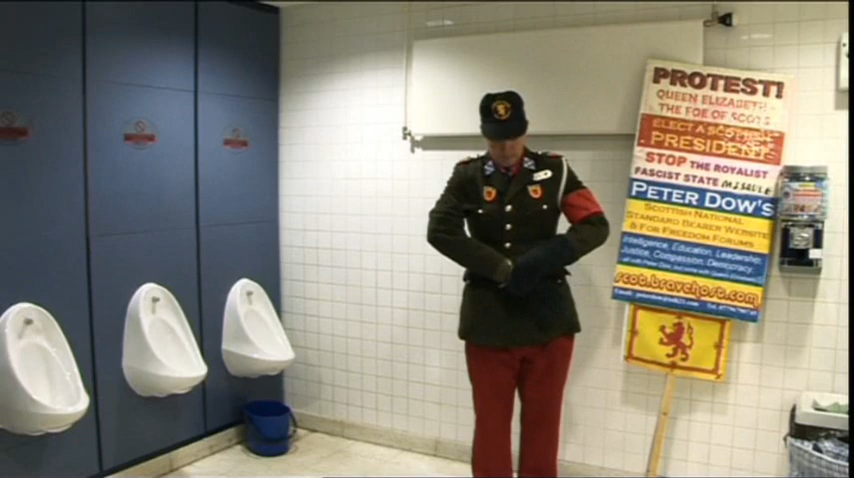 PROTEST!
QUEEN ELIZABETH -
THE FOE OF SCOTS
ELECT A SCOTTISH
PRESIDENT
STOP THE ROYALIST
FASCIST STATE
PETER DOW'S
SCOTTISH NATIONAL
STANDARD BEARER WEBSITE
& FOR FREEDOM FORUMS
Intelligence, Education, Leadership,
Justice, Compassion, Democracy.
scot.bravehost.com